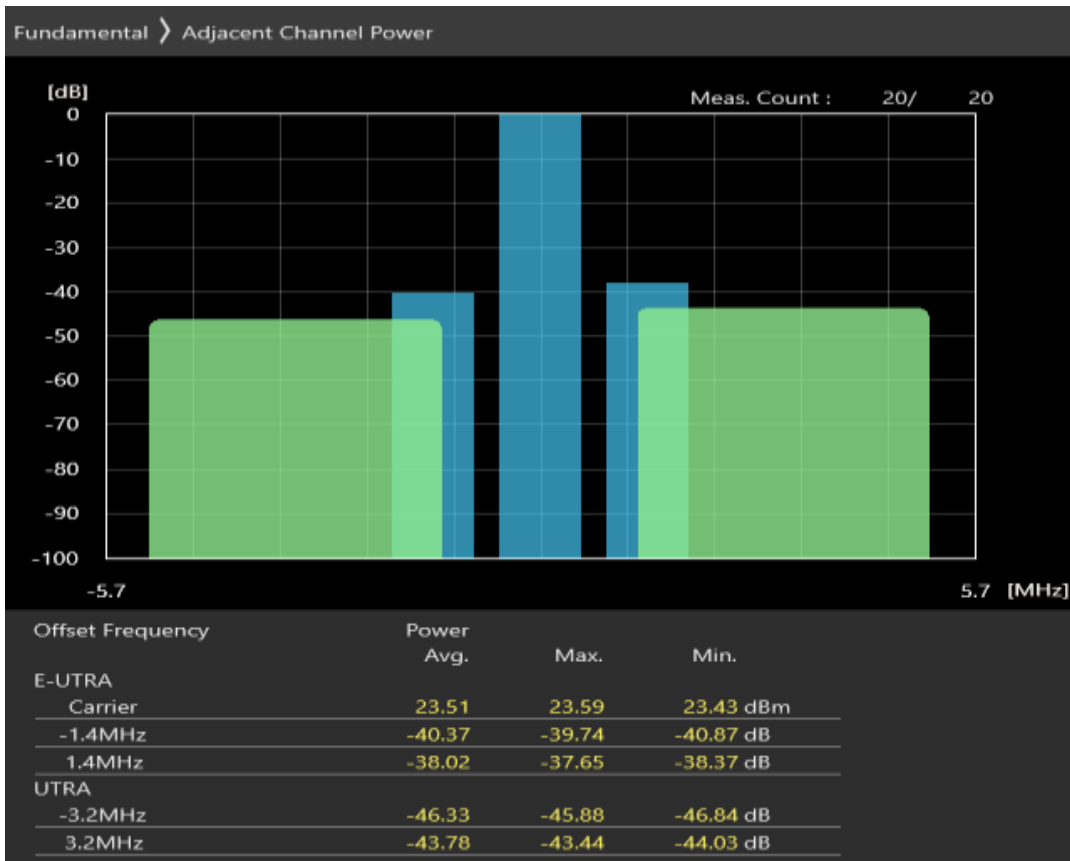 Fundamental 〉 Adjacent Channel Power
[dB]
Meas. Count : 20/ 20
0
-10
-20
-30
-40
-50
-60
-70
-80
-90
-100
-5.7 5.7 [MHz]
Offset Frequency Power
Avg. Max. Min.
E-UTRA
Carrier 23.51 23.59 23.43 dBm
-1.4MHz -40.37 -39.74 -40.87 dB
1.4MHz -38.02 -37.65 -38.37 dB
UTRA
-3.2MHz -46.33 -45.88 -46.84 dB
3.2MHz -43.78 -43.44 -44.03 dB